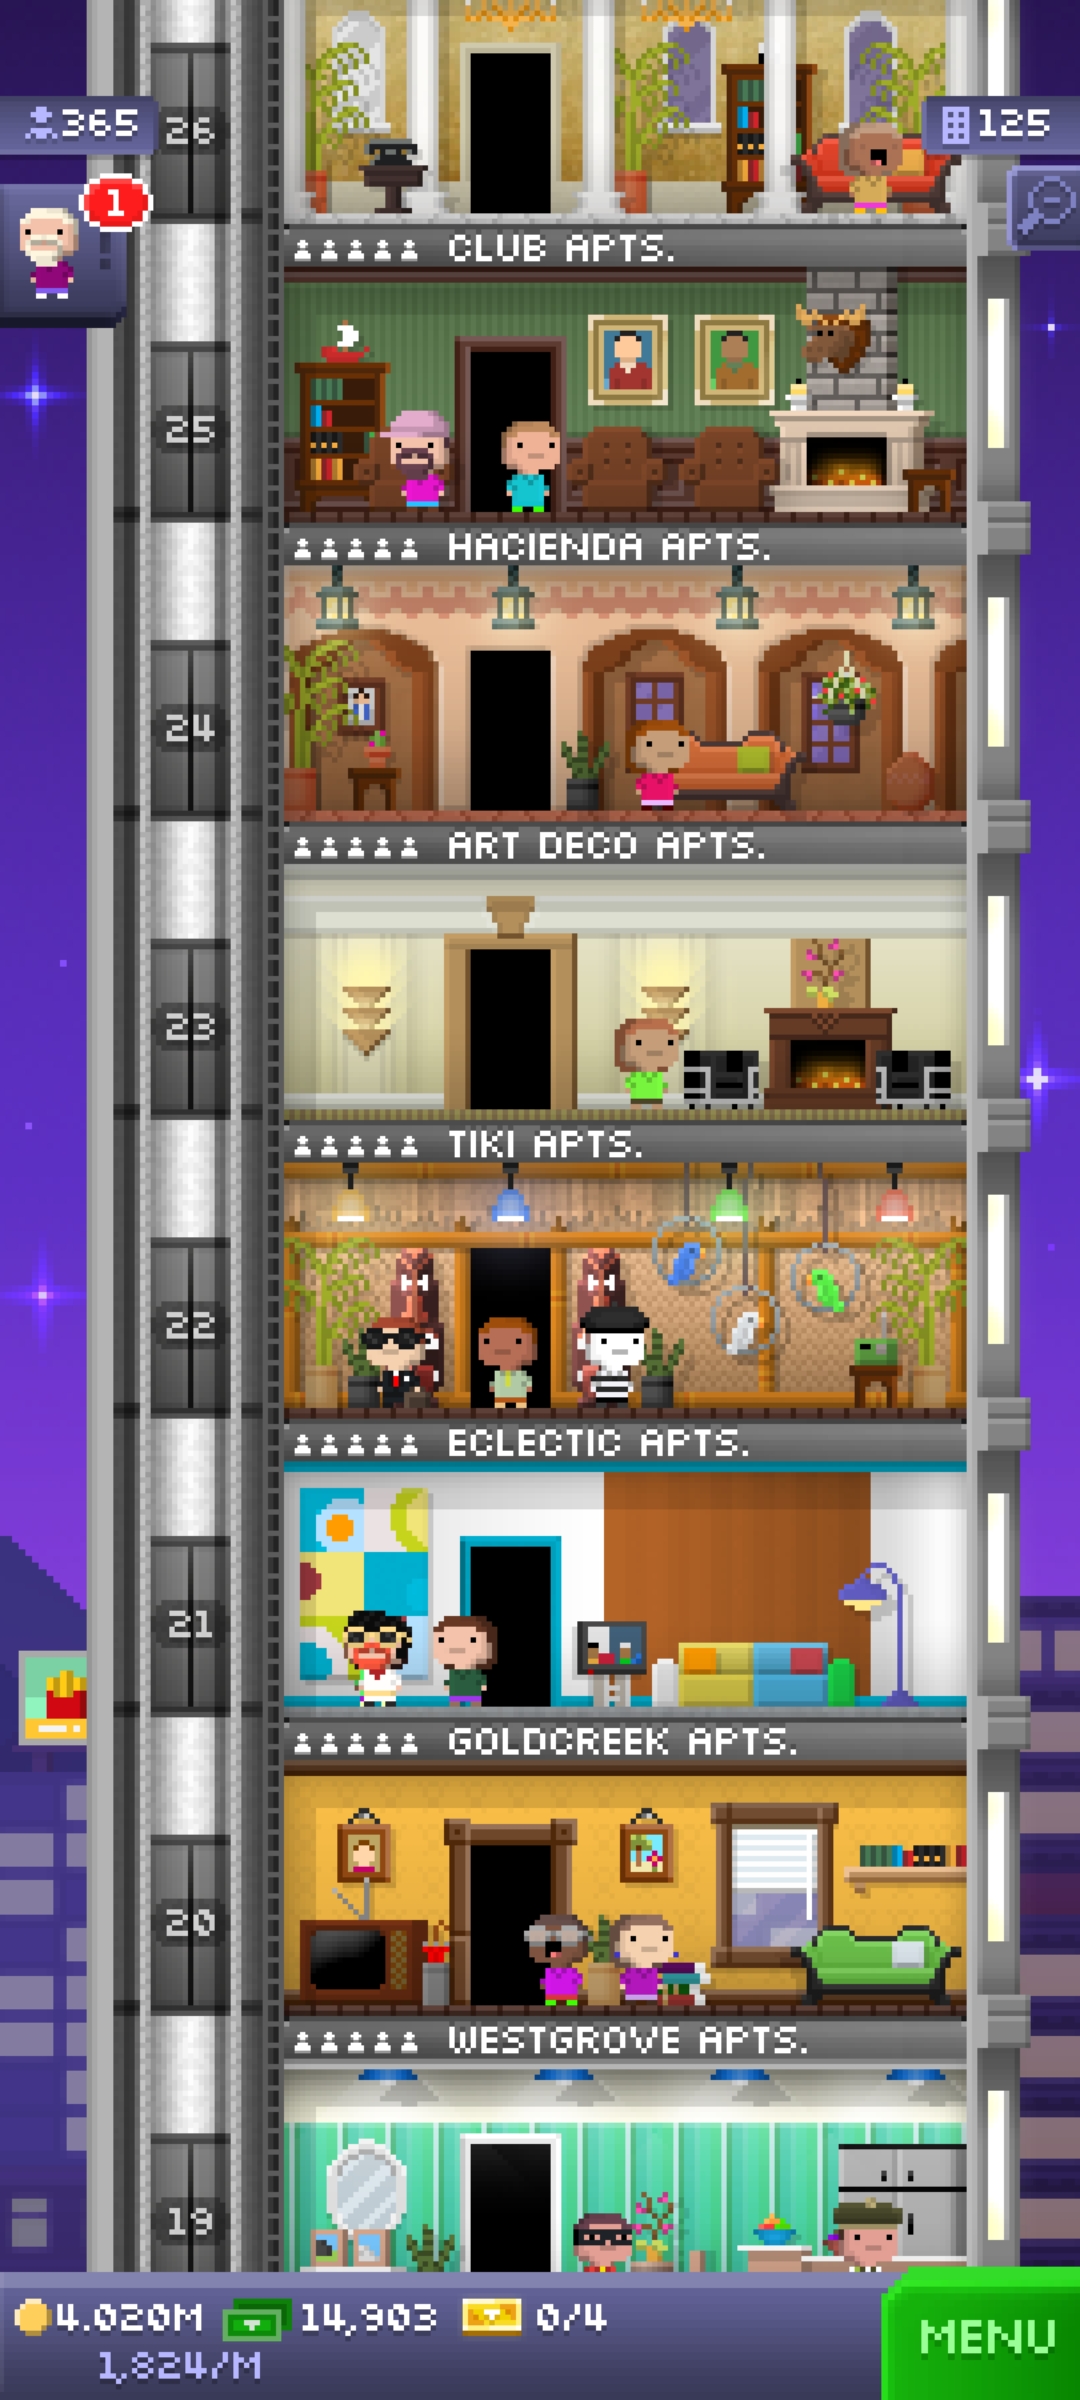 26
365
125
1
CLUB APTS.
25
HACIENDA APTS.
24
ART DECO APTS.
23
TIKI APTS.
22
ECLECTIC APTS.
21
GOLDCREEK APTS.
20
WESTGROVE APTS.
19
4.020M 14,903 0/4
1,824/M
MENU